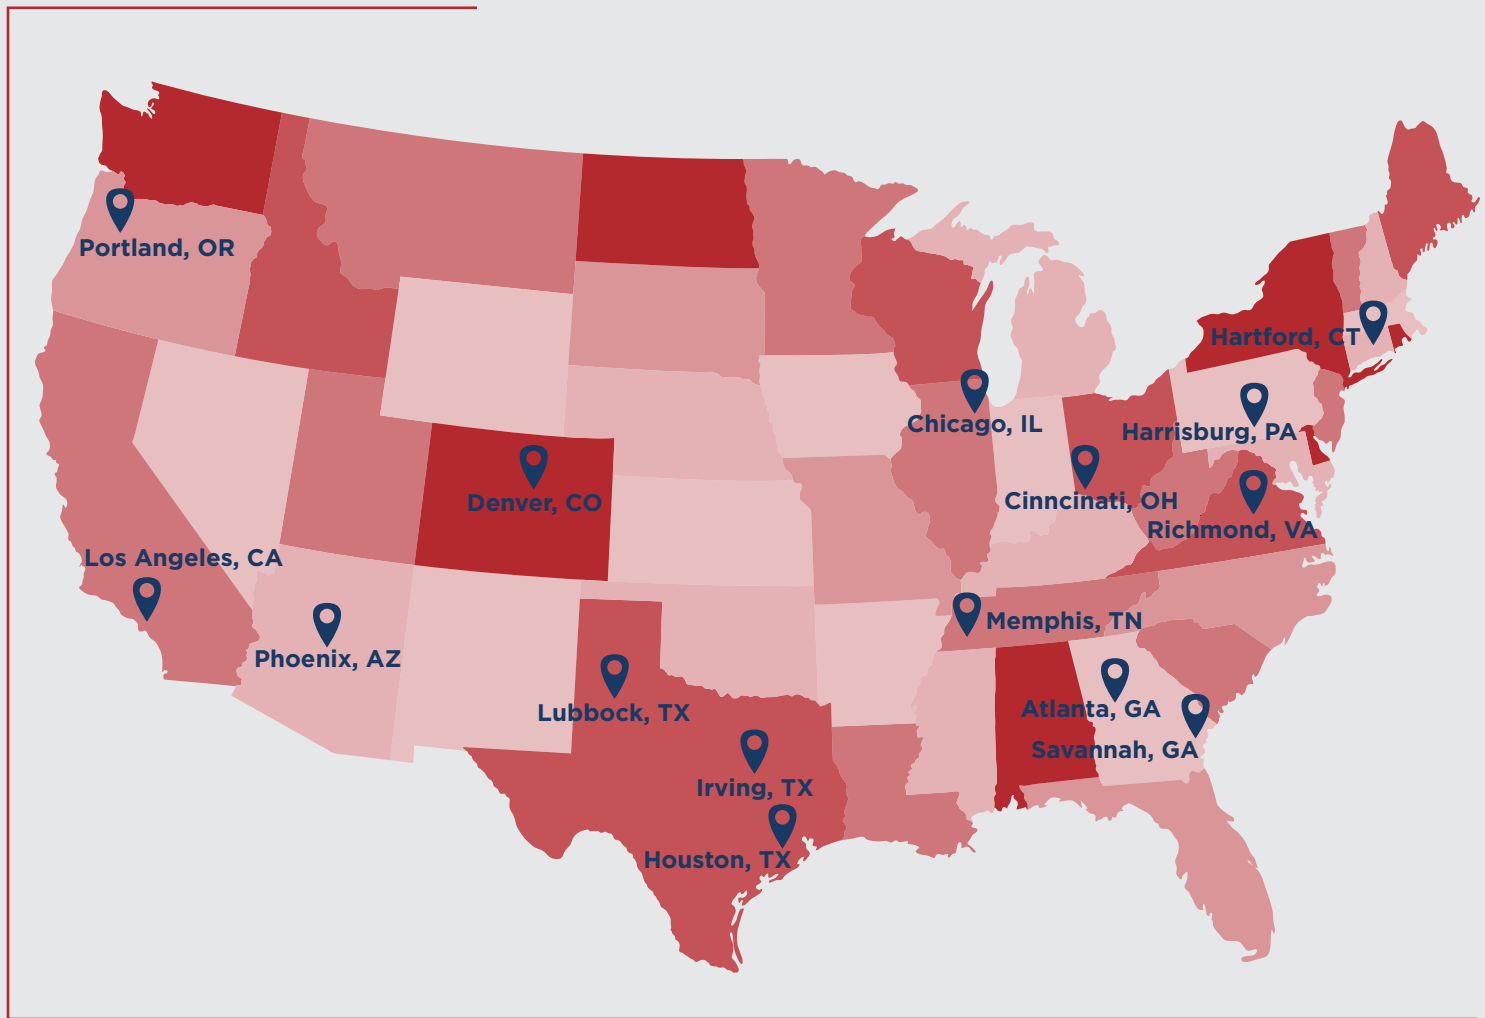 Portland, OR
Hartford, CT
Chicago, IL
Harrisburg, PA
Denver, CO
Cinncinati, OH
Richmond, VA
Los Angeles, CA
Memphis, TN
Phoenix, AZ
Lubbock, TX
Atlanta, GA
Savannah, GA
Irving, TX
Houston, TX